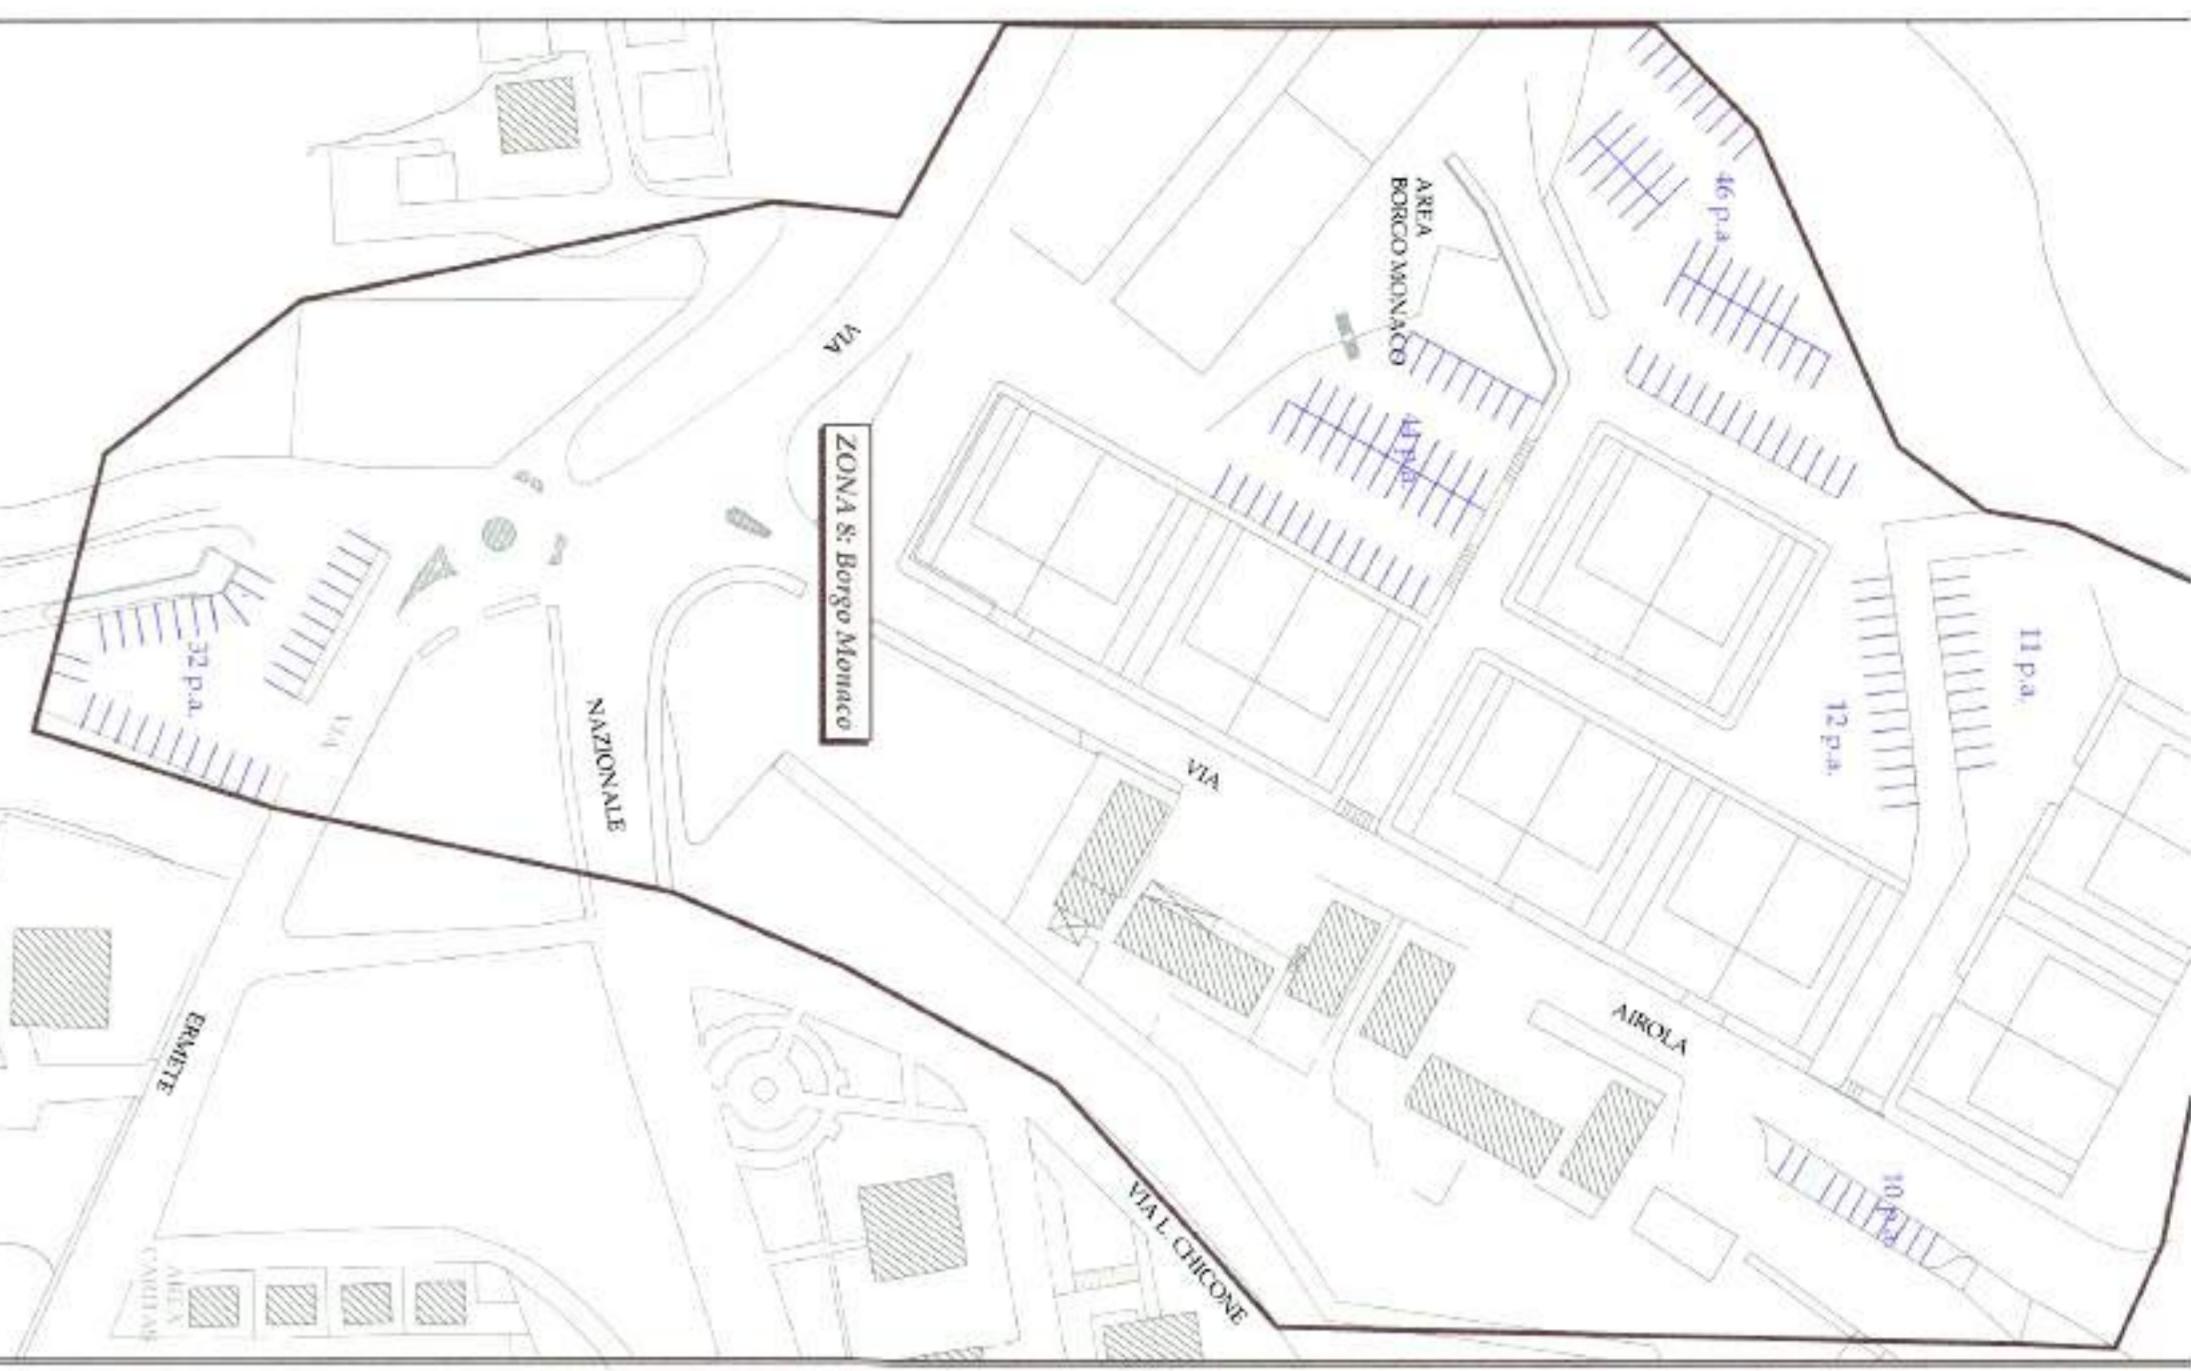 46 p.a.
AREA
BORGO MONACO
VIA
ZONA 8: Borgo Monaco
11 p.a.
12 p.a.
32 p.a.
VIA
NAZIONALE
VIA
AIROLA
ERMETE
VIA L. CHICONE
10 p.a.
AREA